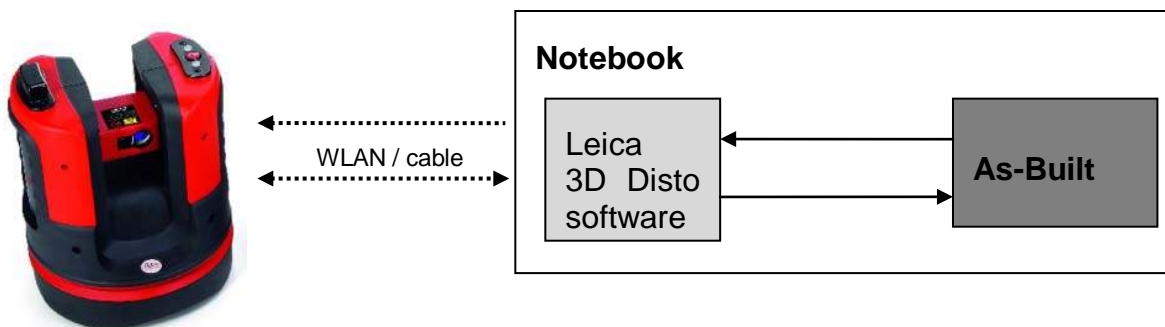 Notebook
WLAN / cable
Leica
3D Disto
software
As-Built